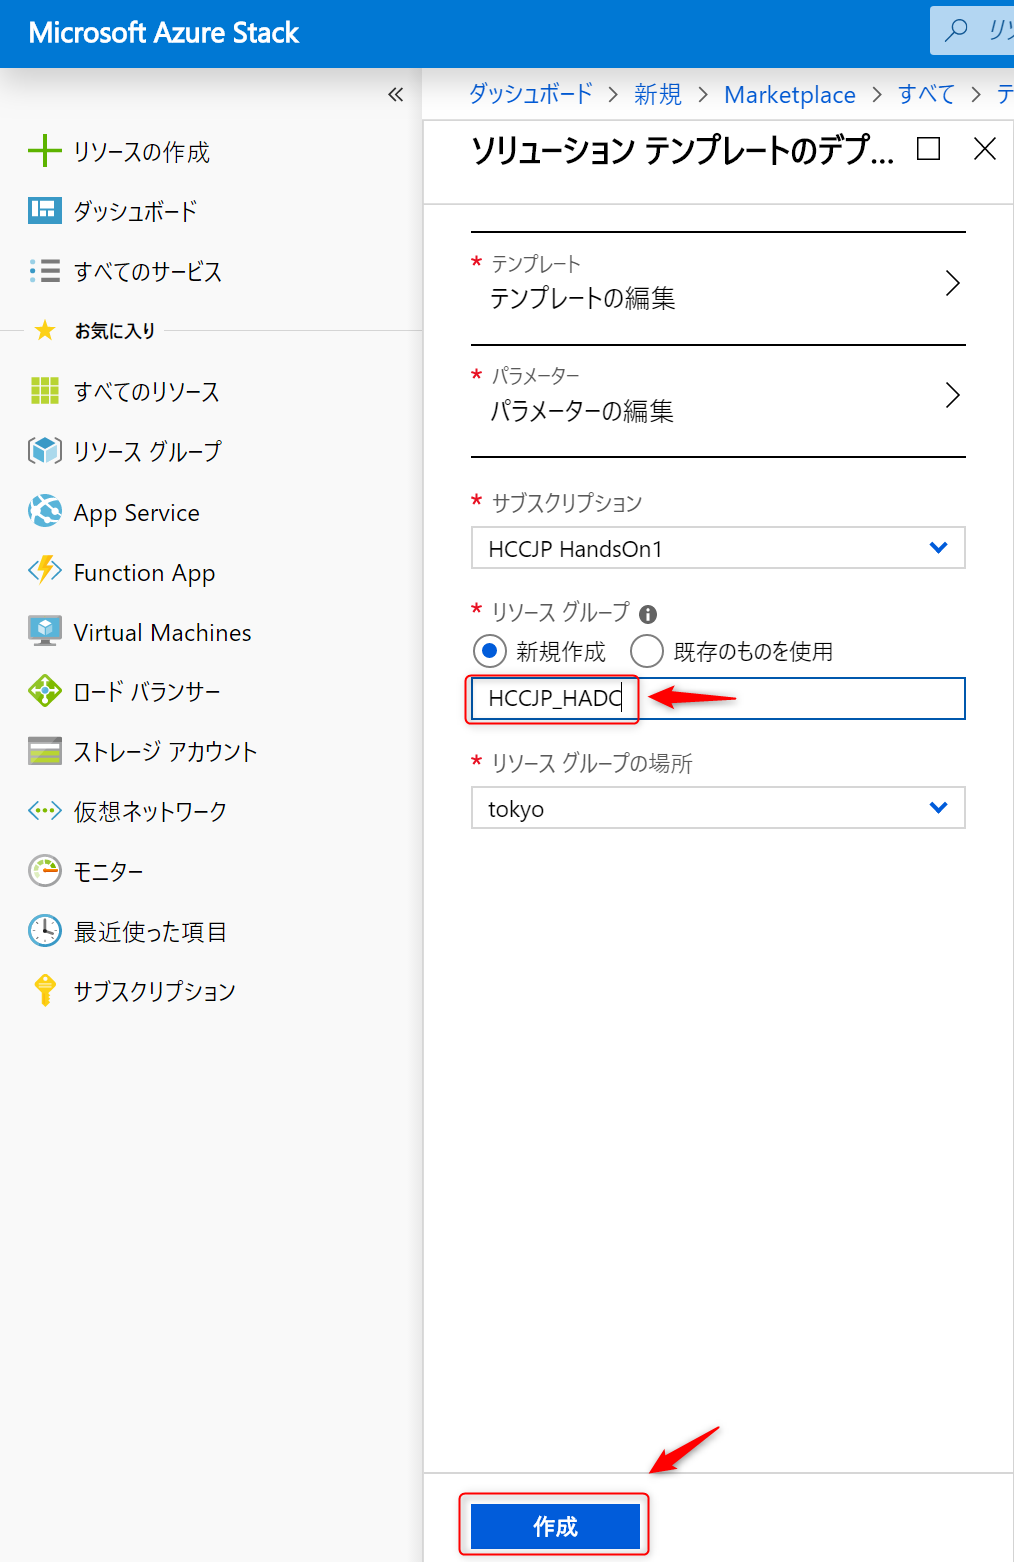 Microsoft Azure Stack
リソ
«
ダッシュボード > 新規 > Marketplace > すべて > テ
リソースの作成
ダッシュボード
すべてのサービス
お気に入り
すべてのリソース
リソース グループ
App Service
Function App
Virtual Machines
ロード バランサー
ストレージ アカウント
仮想ネットワーク
モニター
最近使った項目
サブスクリプション
ソリューション テンプレートのデプ...
* テンプレート
テンプレートの編集
* パラメーター
パラメーターの編集
* サブスクリプション
HCCJP HandsOn1
* リソース グループ
新規作成 既存のものを使用
HCCJP_HADC
* リソース グループの場所
tokyo
作成